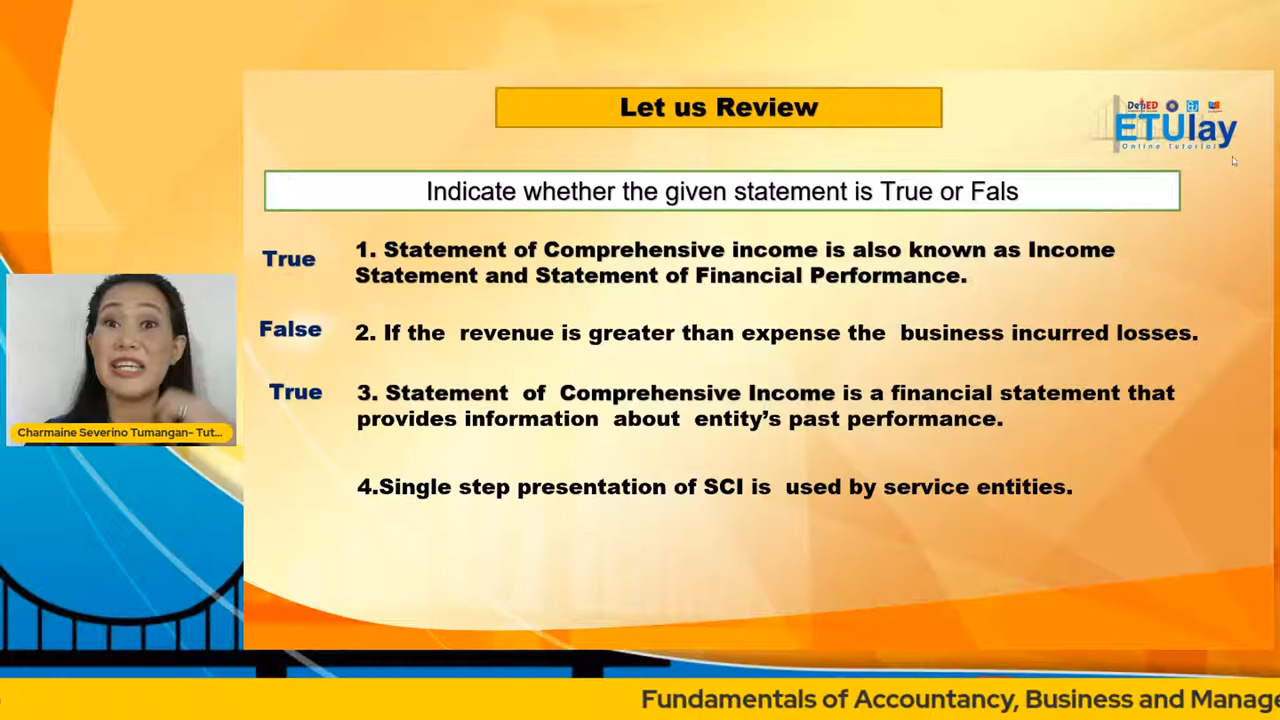 Let us Review
DepED
ETUlay
Online Tutorial
Indicate whether the given statement is True or Fals
True
1. Statement of Comprehensive income is also known as Income
Statement and Statement of Financial Performance.
False
2. If the revenue is greater than expense the business incurred losses.
True
3. Statement of Comprehensive Income is a financial statement that
provides information about entity's past performance.
Charmaine Severino Tumangan- Tut...
4.Single step presentation of SCI is used by service entities.
Fundamentals of Accountancy, Business and Manage